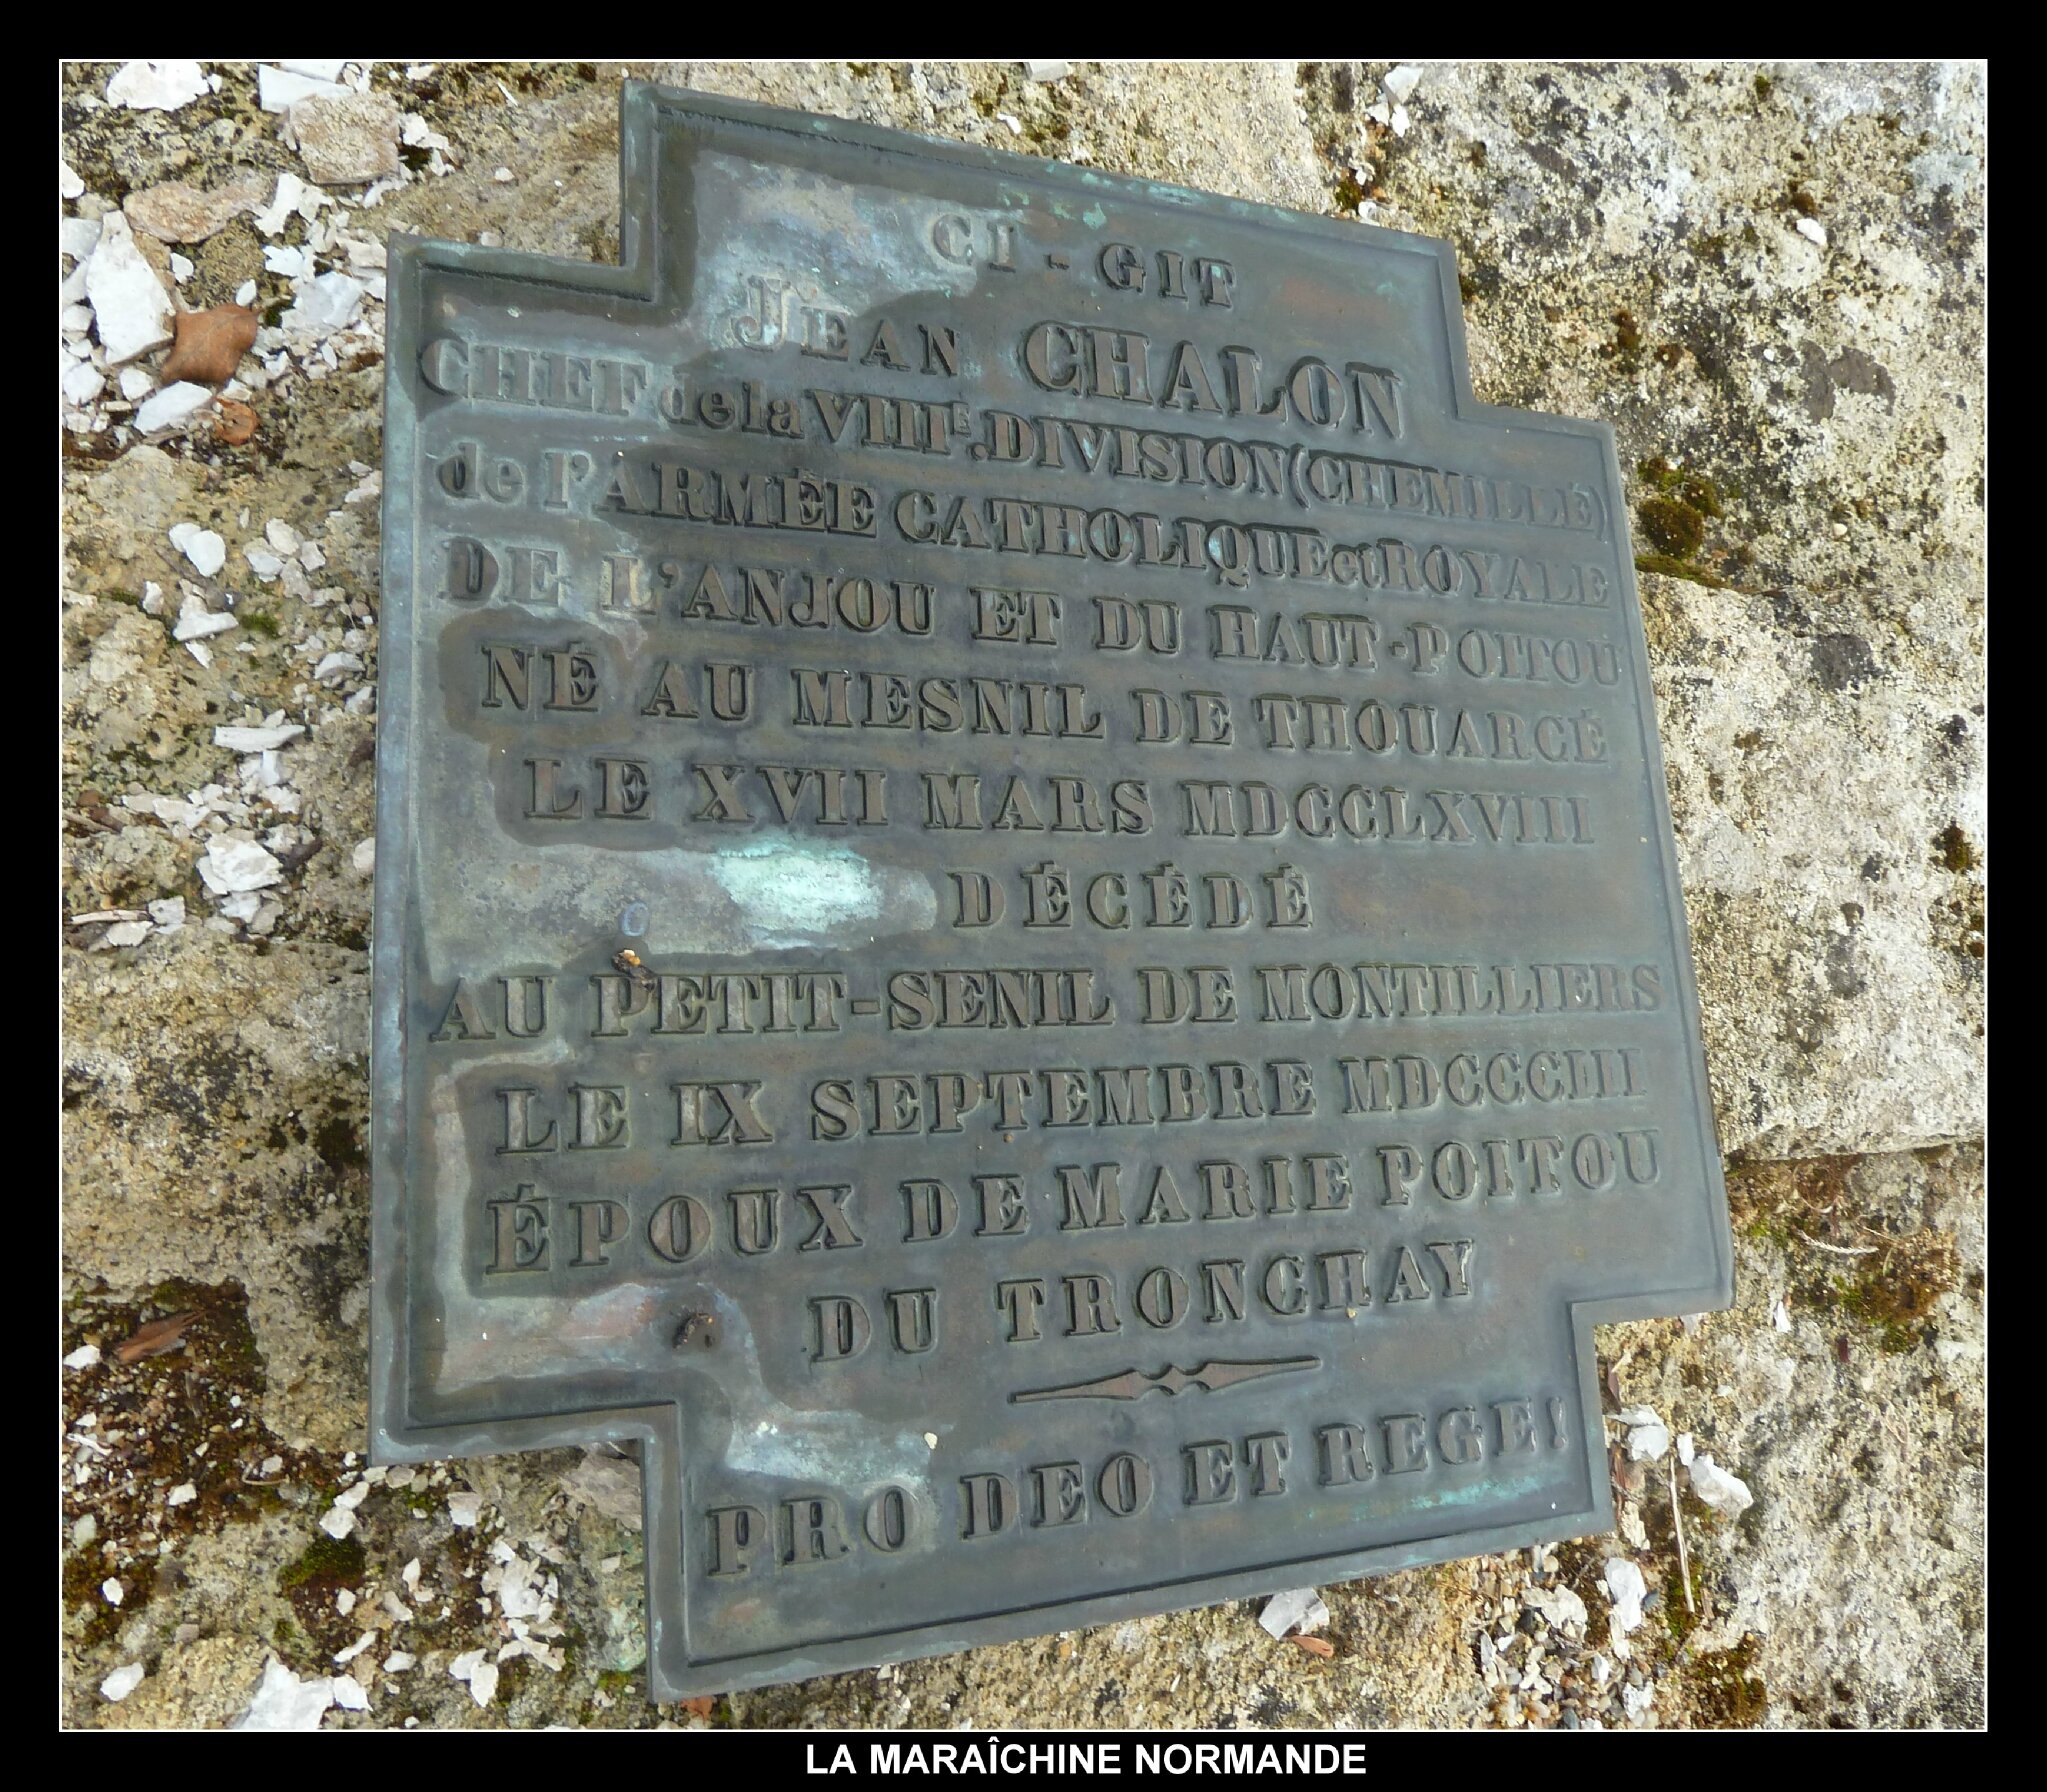 CI-GIT
JEAN CHALON
CHEF de la VIIIE. DIVISION (CHEMILLÉ)
de l'ARMÉE CATHOLIQUE et ROYALE
DE L'ANJOU ET DU HAUT-POITOU
NÉ AU MESNIL DE THOUARCÉ
LE XVII MARS MDCCLXVIII
DÉCÉDÉ
AU PETIT-SENIL DE MONTILLIERS
LE IX SEPTEMBRE MDCCCIII
ÉPOUX DE MARIE POITOU
DU TRONCHAY
PRO DEO ET REGE!
LA MARAÎCHINE NORMANDE